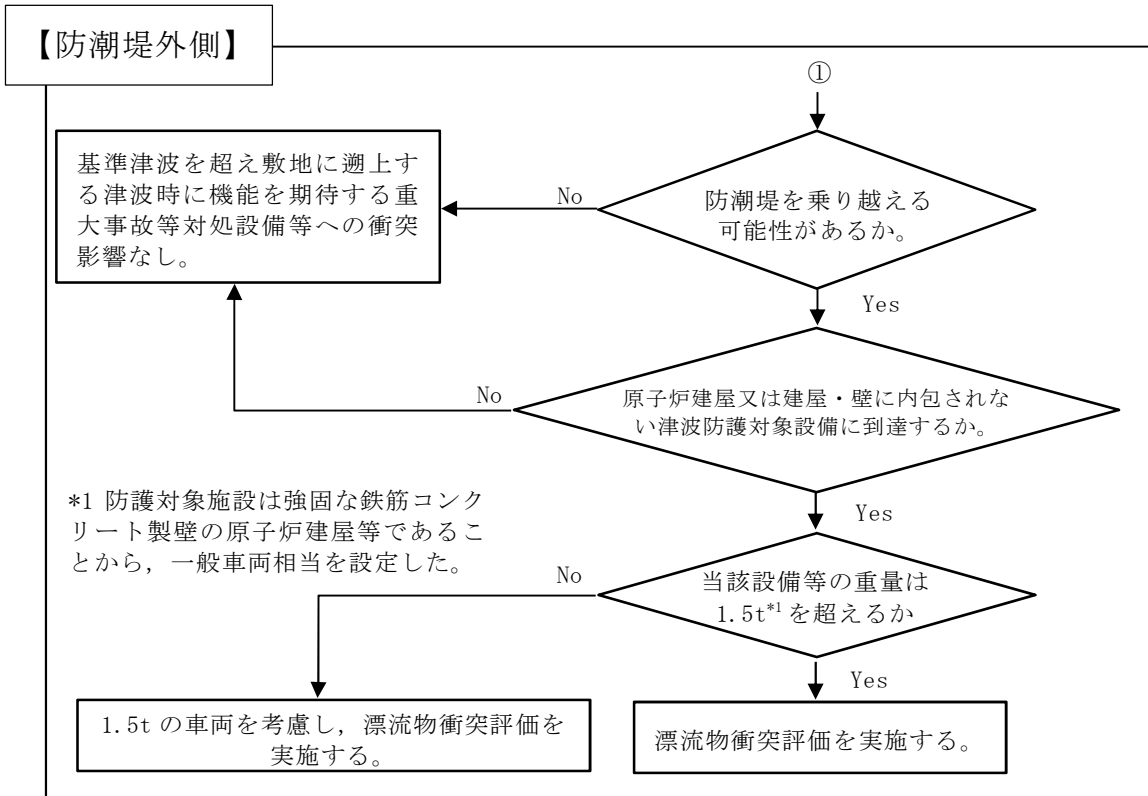 【防潮堤外側】
①
防潮堤を乗り越える
可能性があるか。
No
基準津波を超え敷地に遡上す
る津波時に機能を期待する重
大事故等対処設備等への衝突
影響なし。
Yes
原子炉建屋又は建屋・壁に内包されな
い津波防護対象設備に到達するか。
No
Yes
*1 防護対象施設は強固な鉄筋コンク
リート製壁の原子炉建屋等であるこ
とから，一般車両相当を設定した。
当該設備等の重量は
1.5t*1 を超えるか
No
Yes
1.5t の車両を考慮し，漂流物衝突評価を
実施する。
漂流物衝突評価を実施する。